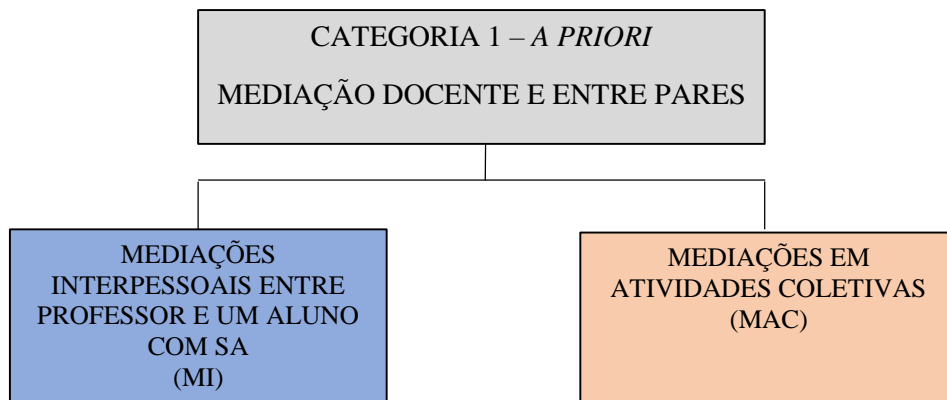 CATEGORIA 1 – A PRIORI
MEDIAÇÃO DOCENTE E ENTRE PARES
MEDIAÇÕES
INTERPESSOAIS ENTRE
PROFESSOR E UM ALUNO
COM SA
(MI)
MEDIAÇÕES EM
ATIVIDADES COLETIVAS
(MAC)